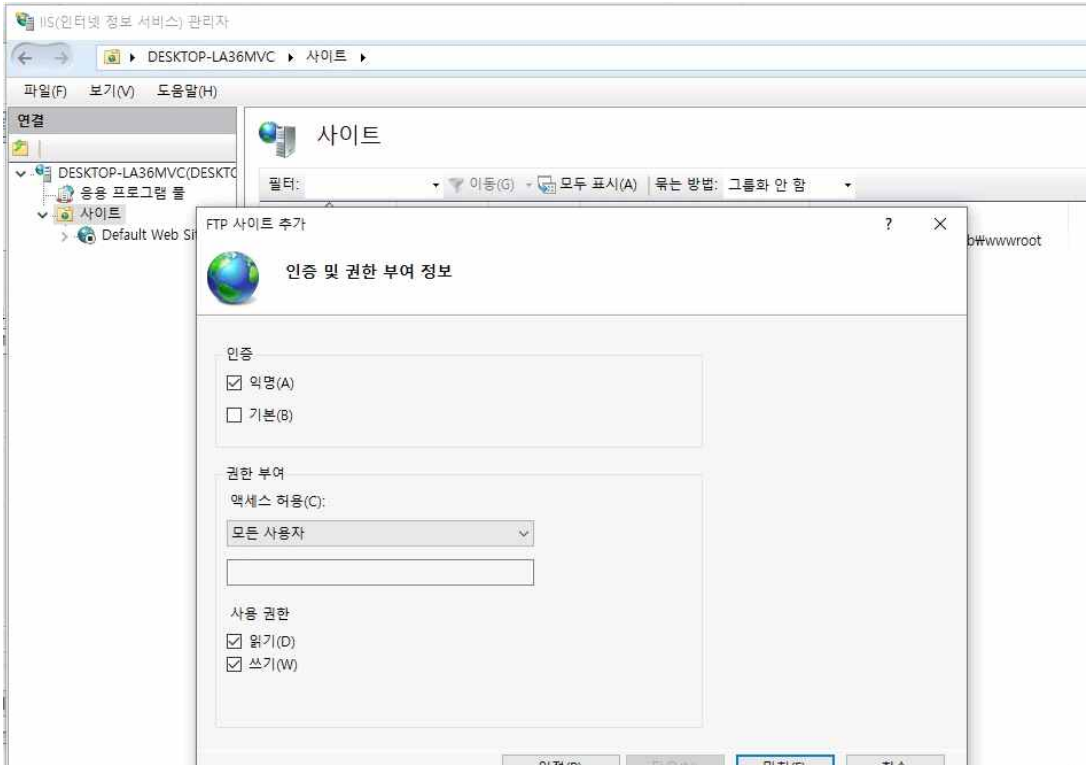 IIS(인터넷 정보 서비스) 관리자
DESKTOP-LA36MVC ▸ 사이트 ▸
파일(F) 보기(V) 도움말(H)
연결
사이트
DESKTOP-LA36MVC(DESKTO
응용 프로그램 풀
사이트
Default Web Sit
필터: 이동(G) 모두 표시(A) 묶는 방법: 그룹화 안 함
b₩wwwroot
FTP 사이트 추가 ?
인증 및 권한 부여 정보
인증
익명(A)
기본(B)
권한 부여
액세스 허용(C):
모든 사용자
사용 권한
읽기(D)
쓰기(W)